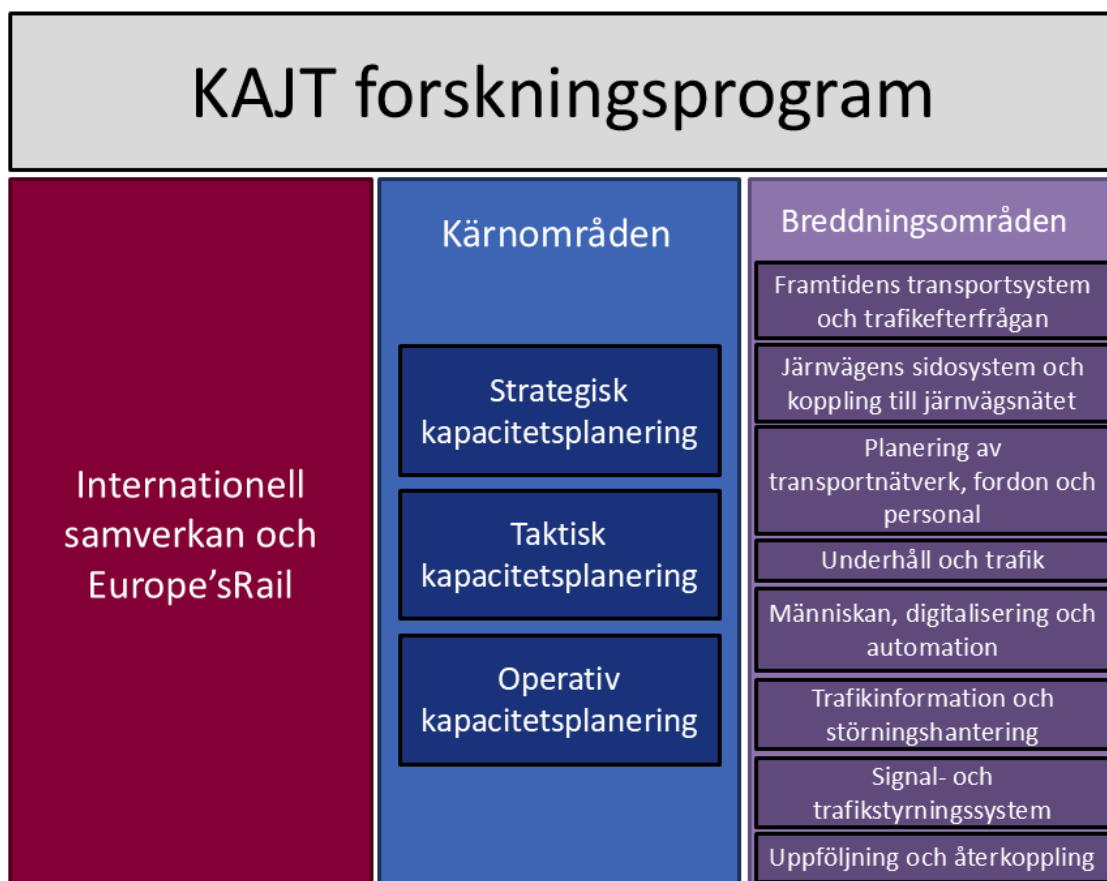 KAJT forskningsprogram
Internationell
samverkan och
Europe’sRail
Kärnområden
Strategisk
kapacitetsplanering
Taktisk
kapacitetsplanering
Operativ
kapacitetsplanering
Breddningsområden
Framtidens transportsystem
och trafikefterfrågan
Järnvägens sidosystem och
koppling till järnvägsnätet
Planering av
transportnätverk, fordon och
personal
Underhåll och trafik
Människan, digitalisering och
automation
Trafikinformation och
störningshantering
Signal- och
trafikstyrningssystem
Uppföljning och återkoppling